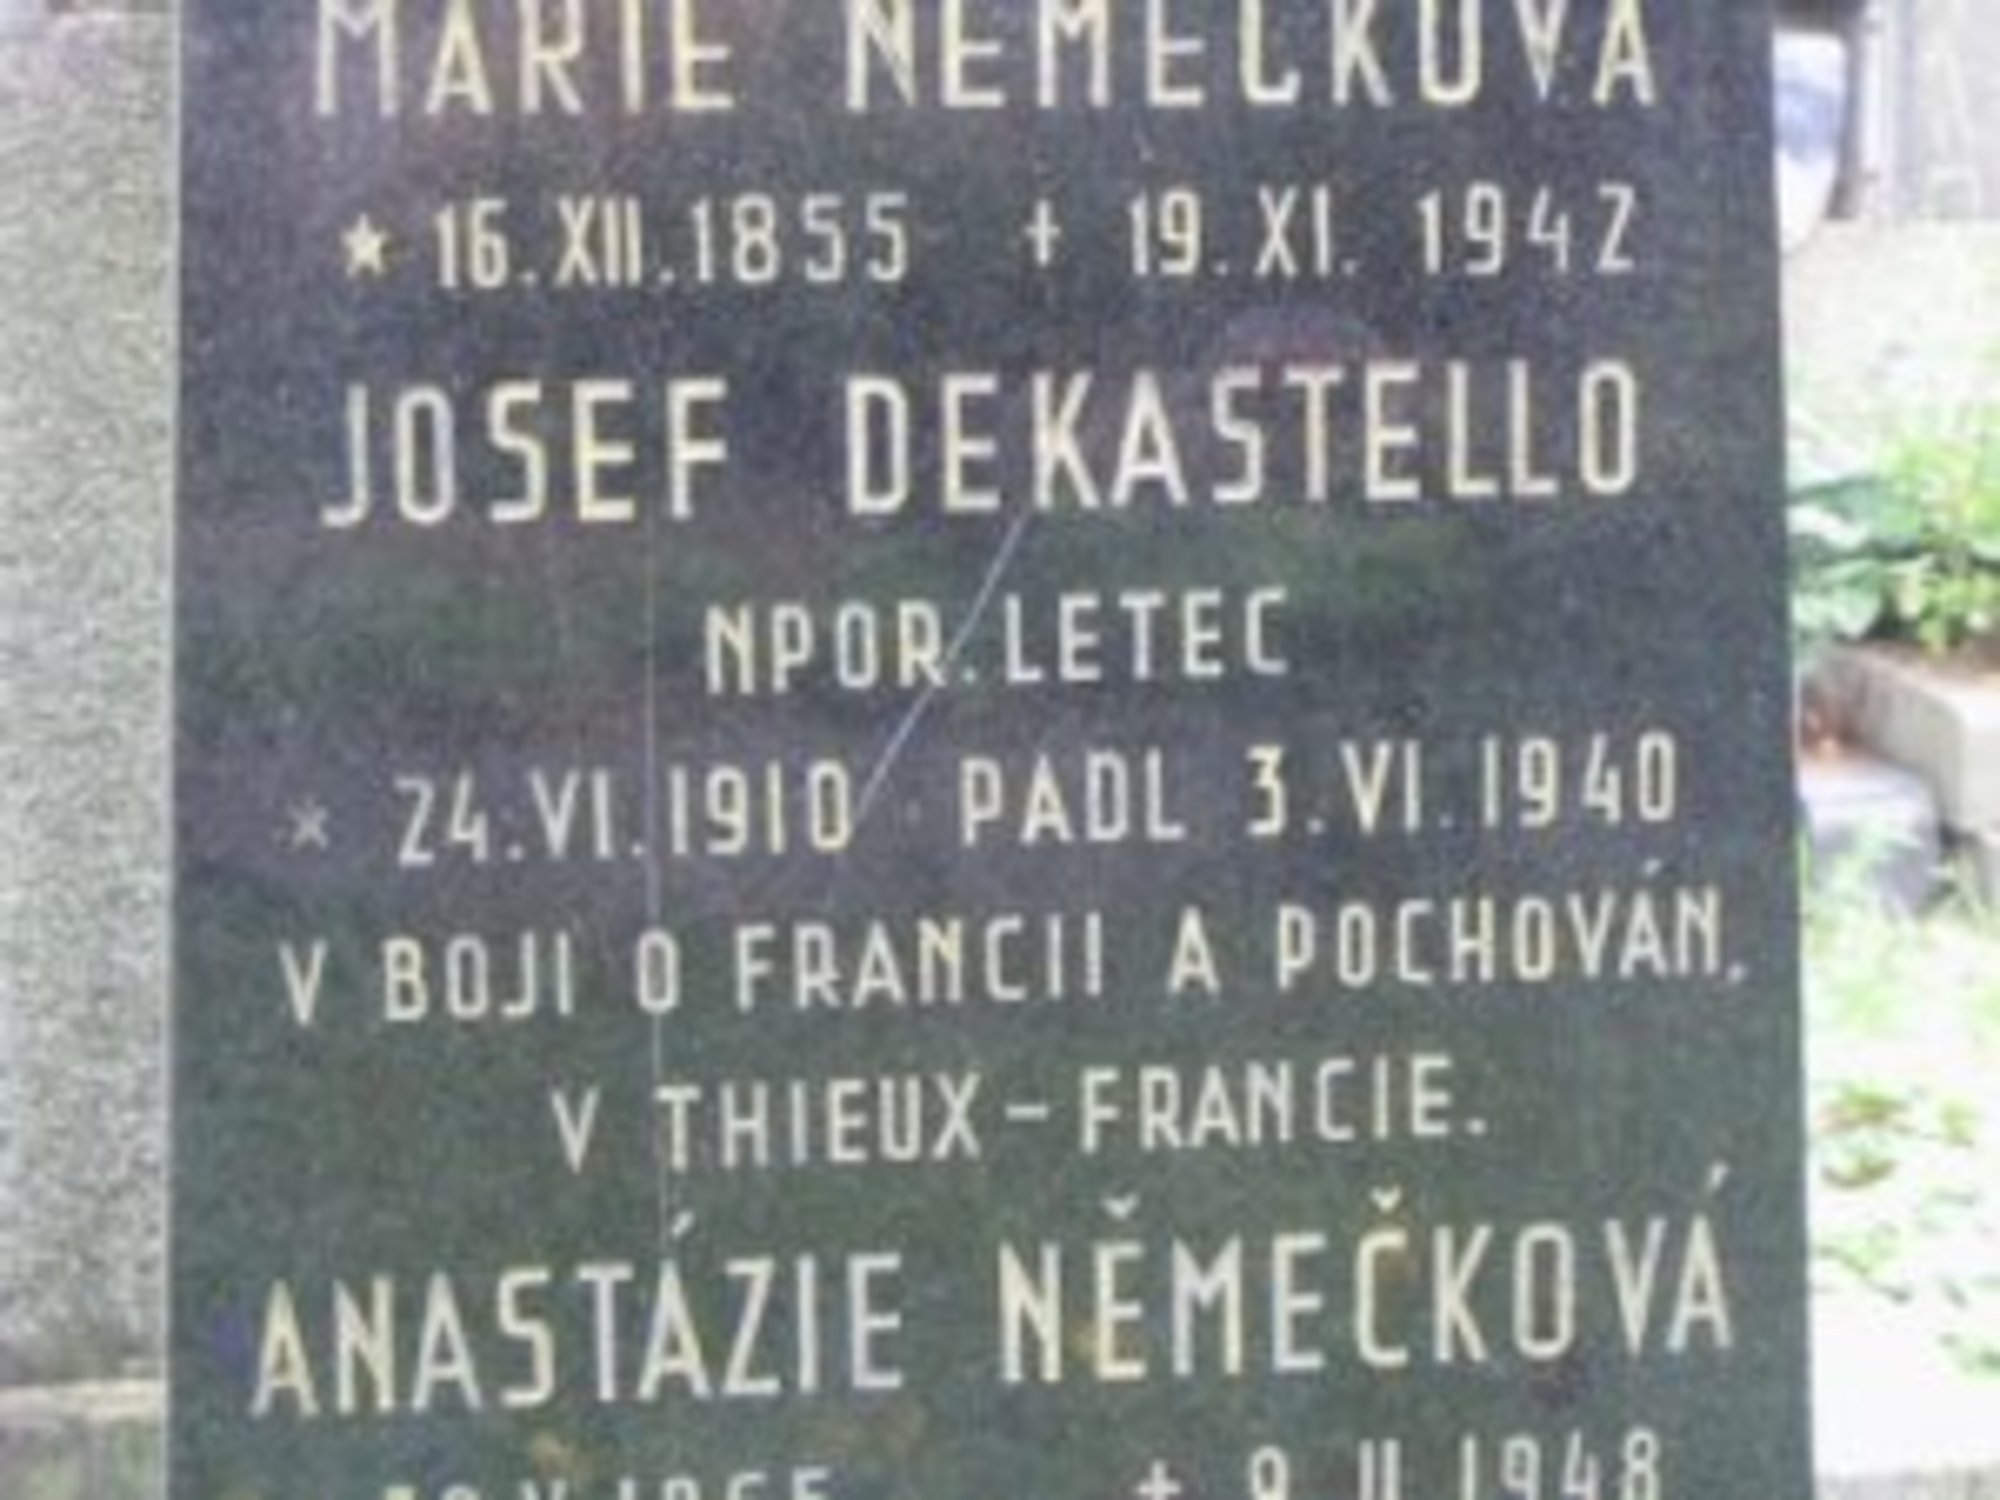 MARIE NĚMEČKOVÁ
★ 16.XII.1855 + 19.XI.1942
JOSEF DEKASTELLO
NPOR.LETEC
* 24.VI.1910 PADL 3.VI.1940
V BOJI O FRANCII A POCHOVÁN,
V THIEUX-FRANCIE.
ANASTÁZIE NĚMEČKOVÁ
+ 9.II.1948